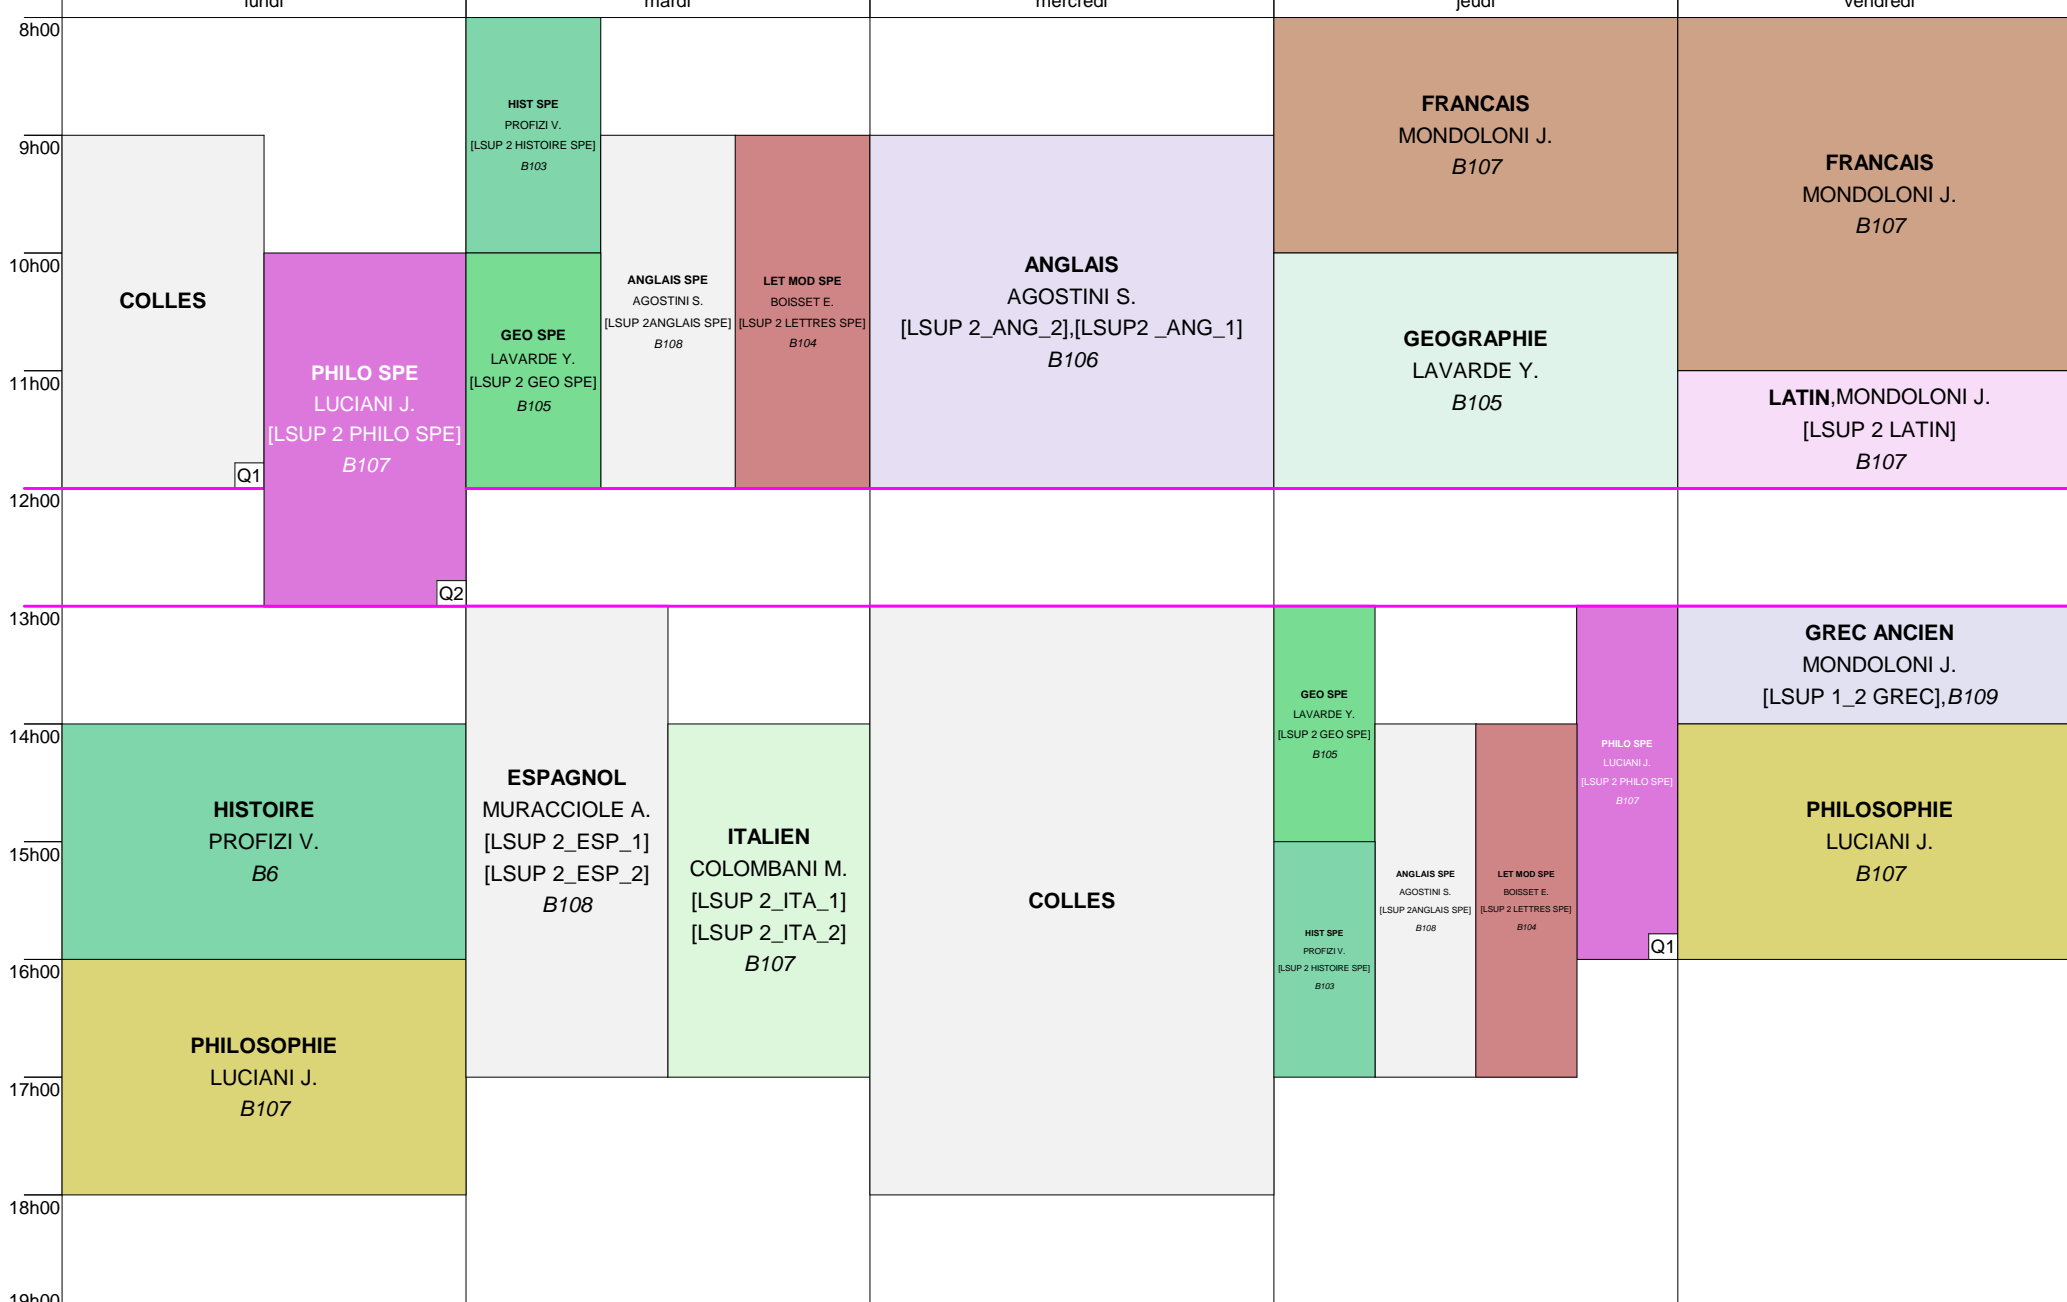 lundi
mardi
mercredi
jeudi
vendredi
8h00
9h00
10h00
11h00
12h00
13h00
14h00
15h00
16h00
17h00
18h00
19h00
COLLES
Q1
PHILO SPE
LUCIANI J.
[LSUP 2 PHILO SPE]
B107
Q2
HISTOIRE
PROFIZI V.
B6
PHILOSOPHIE
LUCIANI J.
B107
HIST SPE
PROFIZI V.
[LSUP 2 HISTOIRE SPE]
B103
GEO SPE
LAVARDE Y.
[LSUP 2 GEO SPE]
B105
ANGLAIS SPE
AGOSTINI S.
[LSUP 2ANGLAIS SPE]
B108
LET MOD SPE
BOISSET E.
[LSUP 2 LETTRES SPE]
B104
ESPAGNOL
MURACCIOLE A.
[LSUP 2_ESP_1]
[LSUP 2_ESP_2]
B108
ITALIEN
COLOMBANI M.
[LSUP 2_ITA_1]
[LSUP 2_ITA_2]
B107
ANGLAIS
AGOSTINI S.
[LSUP 2_ANG_2],[LSUP2 _ANG_1]
B106
COLLES
FRANCAIS
MONDOLONI J.
B107
GEOGRAPHIE
LAVARDE Y.
B105
GEO SPE
LAVARDE Y.
[LSUP 2 GEO SPE]
B105
HIST SPE
PROFIZI V.
[LSUP 2 HISTOIRE SPE]
B103
ANGLAIS SPE
AGOSTINI S.
[LSUP 2ANGLAIS SPE]
B108
LET MOD SPE
BOISSET E.
[LSUP 2 LETTRES SPE]
B104
PHILO SPE
LUCIANI J.
[LSUP 2 PHILO SPE]
B107
Q1
FRANCAIS
MONDOLONI J.
B107
LATIN,MONDOLONI J.
[LSUP 2 LATIN]
B107
GREC ANCIEN
MONDOLONI J.
[LSUP 1_2 GREC],B109
PHILOSOPHIE
LUCIANI J.
B107